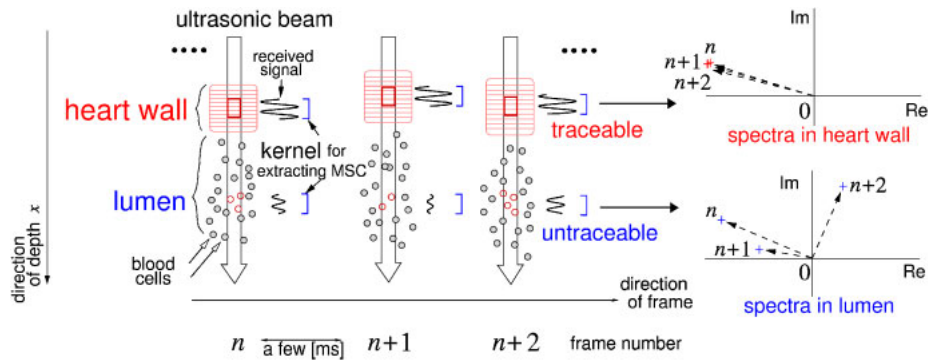 ultrasonic beam
received
signal
heart wall
kernel for
extracting MSC
lumen
blood
cells
direction
of depth x
traceable
untraceable
direction
of frame
n
a few [ms]
n+1
n+2
frame number
Im
n
n+1
n+2
0
Re
spectra in heart wall
Im
n+2
n
n+1
0
Re
spectra in lumen